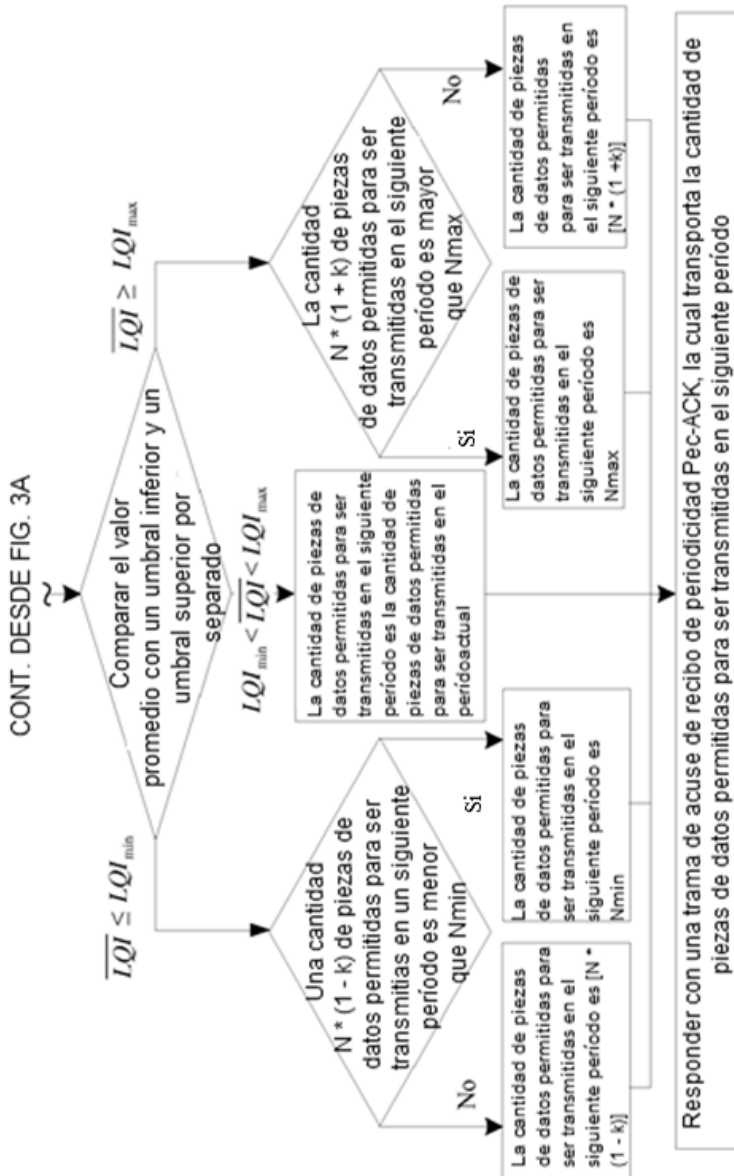 CONT. DESDE FIG. 3A
Comparar el valor
promedio con un umbral inferior y un
umbral superior por
separado
LQI ≤ LQImin
LQImin < LQI < LQImax
LQI ≥ LQImax
Una cantidad
N * (1 - k) de piezas de
datos permitidas para ser
transmitias en un siguiente
período es menor
que Nmin
No
Si
La cantidad de piezas de
datos permitidas para ser
transmitidas en el siguiente
período es la cantidad de
piezas de datos permitidas
para ser transmitidas en el
perídoactual
La cantidad
N * (1 + k) de piezas
de datos permitidas para ser
transmitidas en el siguiente
período es mayor
que Nmax
Si
No
La cantidad de piezas
de datos permitidas para
ser transmitidas en el
siguiente período es [N *
(1 - k)]
La cantidad de piezas
de datos permitidas para
ser transmitidas en el
siguiente período es
Nmin
La cantidad de piezas de
datos permitidas para ser
transmitidas en el
siguiente período es
Nmax
La cantidad de piezas
de datos permitidas
para ser transmitidas en
el siguiente período es
[N * (1 +k)]
Responder con una trama de acuse de recibo de periodicidad Pec-ACK, la cual transporta la cantidad de
piezas de datos permitidas para ser transmitidas en el siguiente período